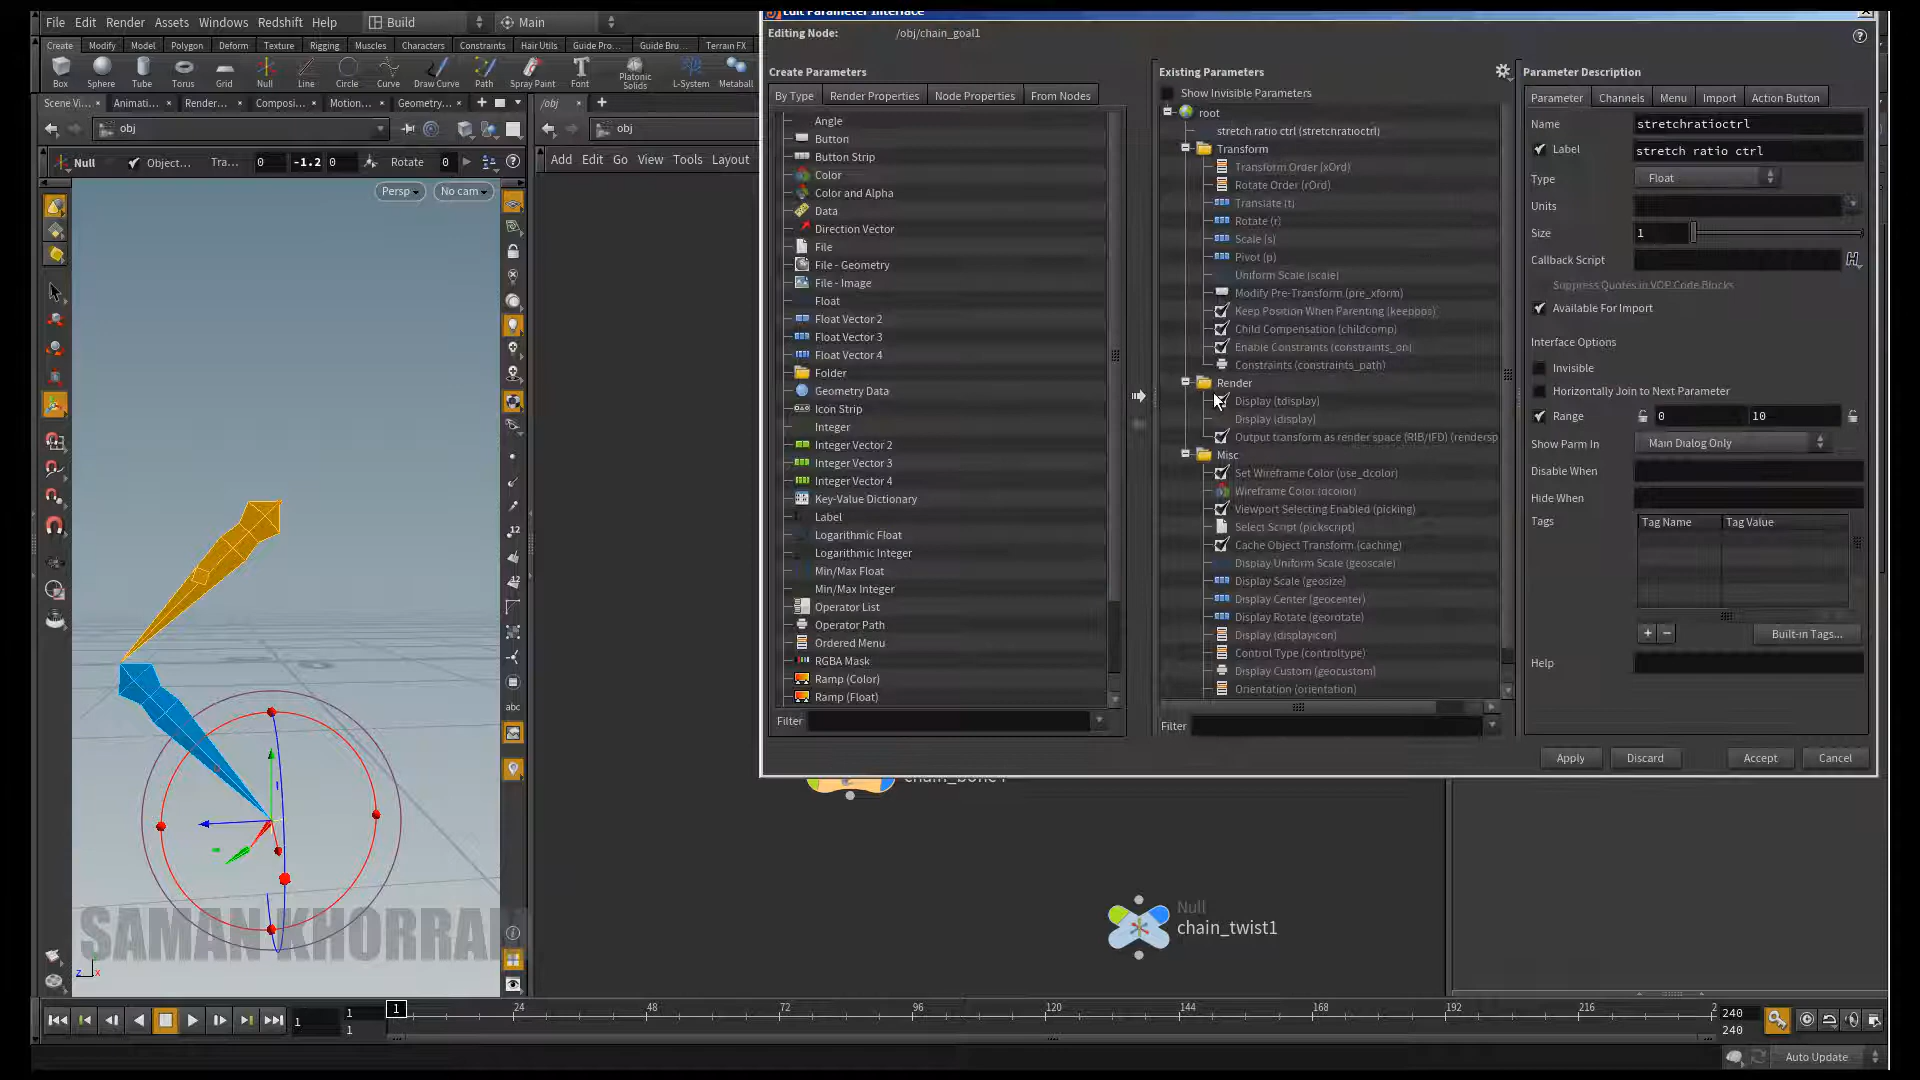 Edit Parameter Interface
File Edit Render Assets Windows Redshift Help
Build
Main
Editing Node: /obj/chain_goal1
Create Modify Model Polygon Deform Texture Rigging Muscles Characters Constraints Hair Utils Guide Pro... Guide Bru... Terrain FX
Box Sphere Tube Torus Grid Null Line Circle Curve Draw Curve Path Spray Paint Font Platonic Solids L-System Metaball
Scene Vi... Animati... Render... Composi... Motion... Geometry...
/obj
obj
obj
Null Object... Tra... 0 -1.2 0 Rotate 0
Add Edit Go View Tools Layout
Persp
No cam
Create Parameters
By Type Render Properties Node Properties From Nodes
Angle
Button
Button Strip
Color
Color and Alpha
Data
Direction Vector
File
File - Geometry
File - Image
Float
Float Vector 2
Float Vector 3
Float Vector 4
Folder
Geometry Data
Icon Strip
Integer
Integer Vector 2
Integer Vector 3
Integer Vector 4
Key-Value Dictionary
Label
Logarithmic Float
Logarithmic Integer
Min/Max Float
Min/Max Integer
Operator List
Operator Path
Ordered Menu
RGBA Mask
Ramp (Color)
Ramp (Float)
Filter
Existing Parameters
Show Invisible Parameters
root
stretch ratio ctrl (stretchratioctrl)
Transform
Transform Order (xOrd)
Rotate Order (rOrd)
Translate (t)
Rotate (r)
Scale (s)
Pivot (p)
Uniform Scale (scale)
Modify Pre-Transform (pre_xform)
Keep Position When Parenting (keeppos)
Child Compensation (childcomp)
Enable Constraints (constraints_on)
Constraints (constraints_path)
Render
Display (tdisplay)
Display (display)
Output transform as render space (RIB/IFD) (rendersp
Misc
Set Wireframe Color (use_dcolor)
Wireframe Color (dcolor)
Viewport Selecting Enabled (picking)
Select Script (pickscript)
Cache Object Transform (caching)
Display Uniform Scale (geoscale)
Display Scale (geosize)
Display Center (geocenter)
Display Rotate (georotate)
Display (displayicon)
Control Type (controltype)
Display Custom (geocustom)
Orientation (orientation)
Filter
Parameter Description
Parameter Channels Menu Import Action Button
Name stretchratioctrl
Label stretch ratio ctrl
Type Float
Units
Size 1
Callback Script
Suppress Quotes in VOP Code Blocks
Available For Import
Interface Options
Invisible
Horizontally Join to Next Parameter
Range 0 10
Show Parm In Main Dialog Only
Disable When
Hide When
Tags Tag Name Tag Value
Built-in Tags...
Help
Apply Discard Accept Cancel
abc
12
12
Null
chain_twist1
SAMAN KHORRAM
z x
1 24 48 72 96 120 144 168 192 216 2
1 1 1
240
240
Auto Update